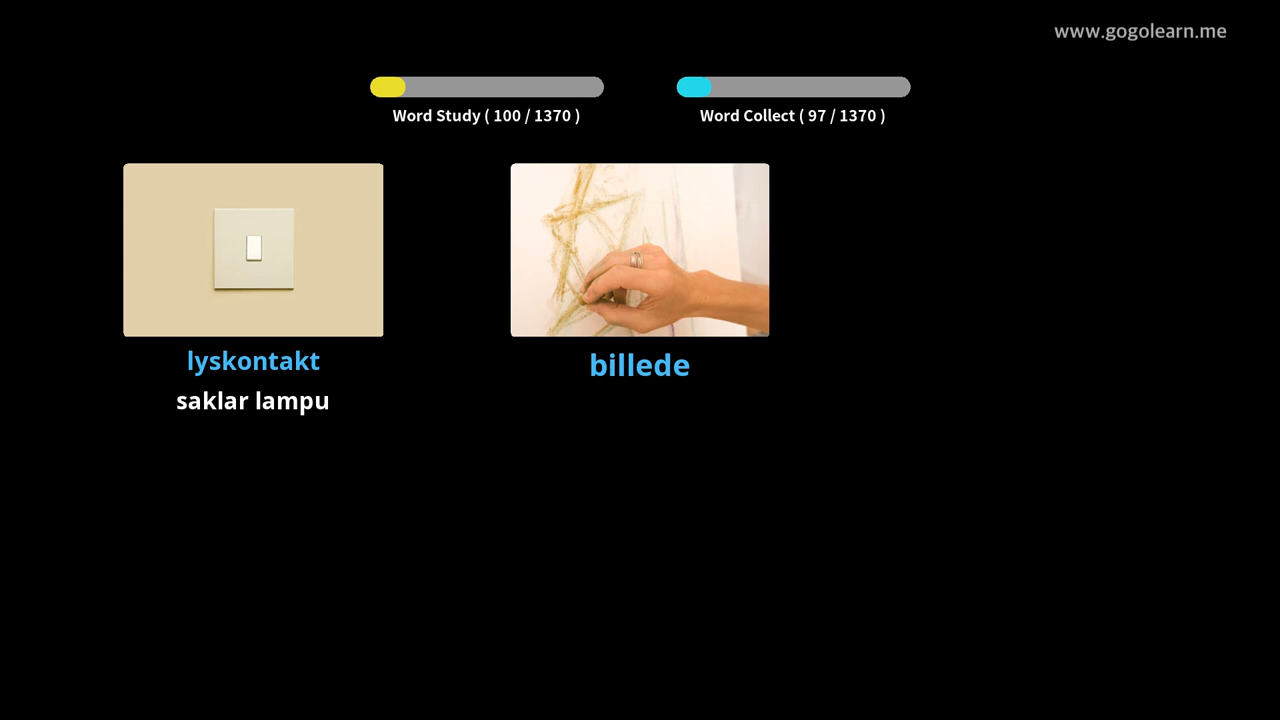 www.gogolearn.me
Word Study ( 100 / 1370 )
Word Collect ( 97 / 1370 )
lyskontakt
saklar lampu
billede